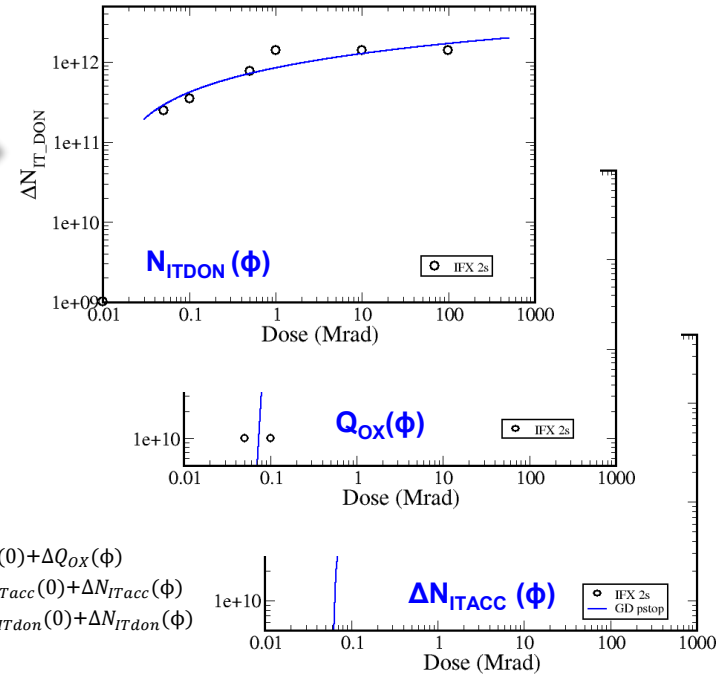 1e+12
1e+11
1e+10
1e+09
ΔN_IT_DON
N_ITDON (ϕ)
IFX 2s
0.01 0.1 1 10 100 1000
Dose (Mrad)
1e+10
Q_OX(ϕ)
IFX 2s
0.01 0.1 1 10 100 1000
Dose (Mrad)
(0)+ΔQ_OX(ϕ)
ITacc(0)+ΔN_ITacc(ϕ)
ITdon(0)+ΔN_ITdon(ϕ)
1e+10
ΔN_ITACC (ϕ)
IFX 2s
GD pstop
0.01 0.1 1 10 100 1000
Dose (Mrad)